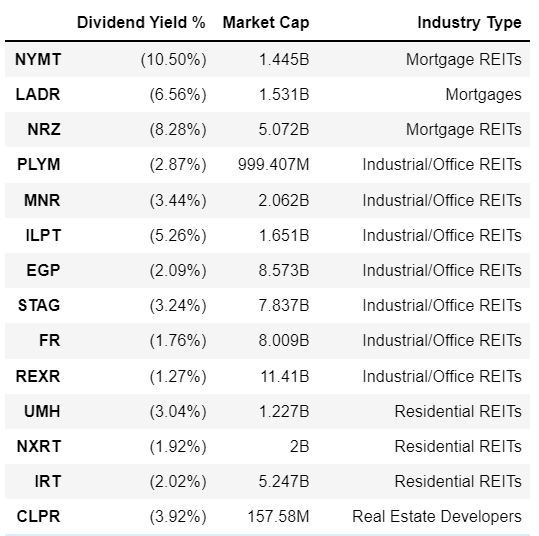 Dividend Yield % Market Cap Industry Type
NYMT (10.50%) 1.445B Mortgage REITs
LADR (6.56%) 1.531B Mortgages
NRZ (8.28%) 5.072B Mortgage REITs
PLYM (2.87%) 999.407M Industrial/Office REITs
MNR (3.44%) 2.062B Industrial/Office REITs
ILPT (5.26%) 1.651B Industrial/Office REITs
EGP (2.09%) 8.573B Industrial/Office REITs
STAG (3.24%) 7.837B Industrial/Office REITs
FR (1.76%) 8.009B Industrial/Office REITs
REXR (1.27%) 11.41B Industrial/Office REITs
UMH (3.04%) 1.227B Residential REITs
NXRT (1.92%) 2B Residential REITs
IRT (2.02%) 5.247B Residential REITs
CLPR (3.92%) 157.58M Real Estate Developers